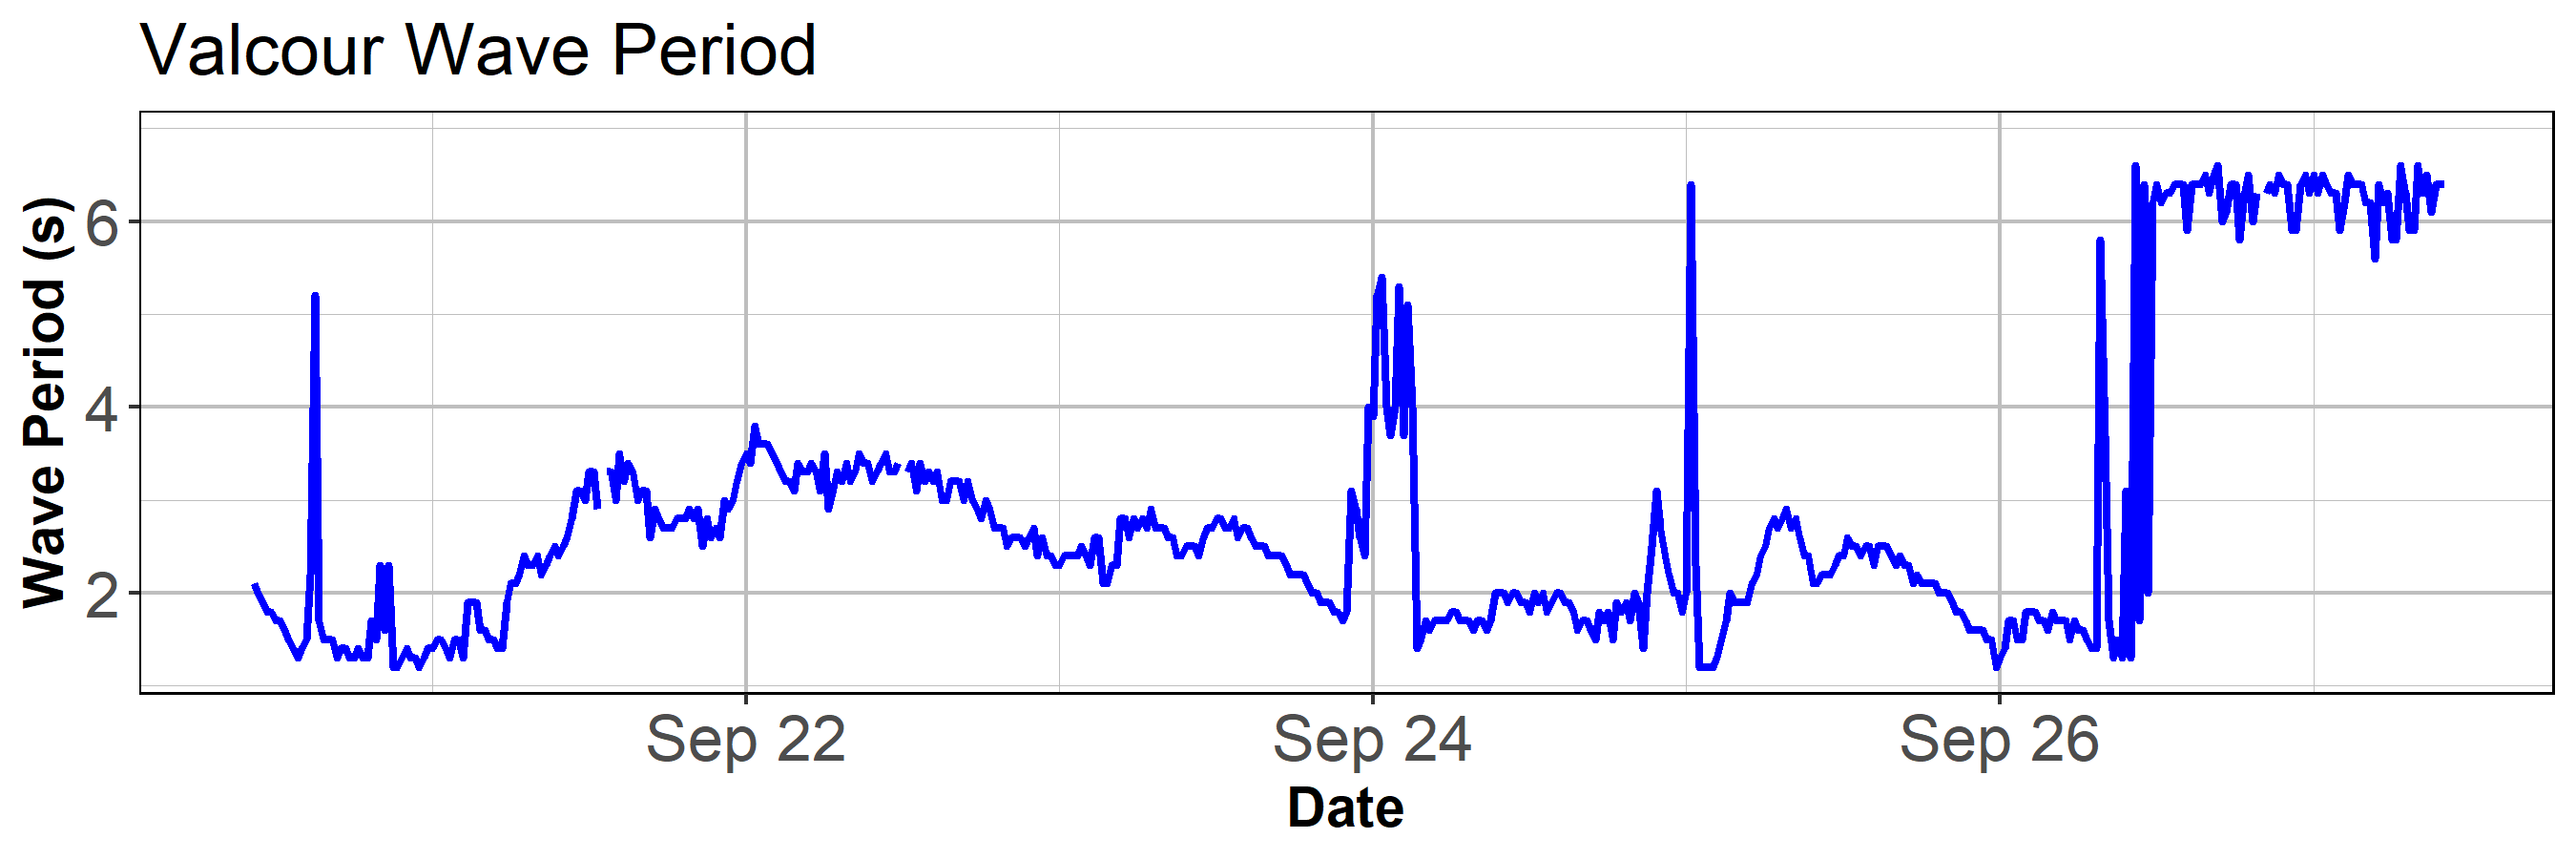 Valcour Wave Period
Wave Period (s)
6
4
2
Sep 22
Sep 24
Sep 26
Date